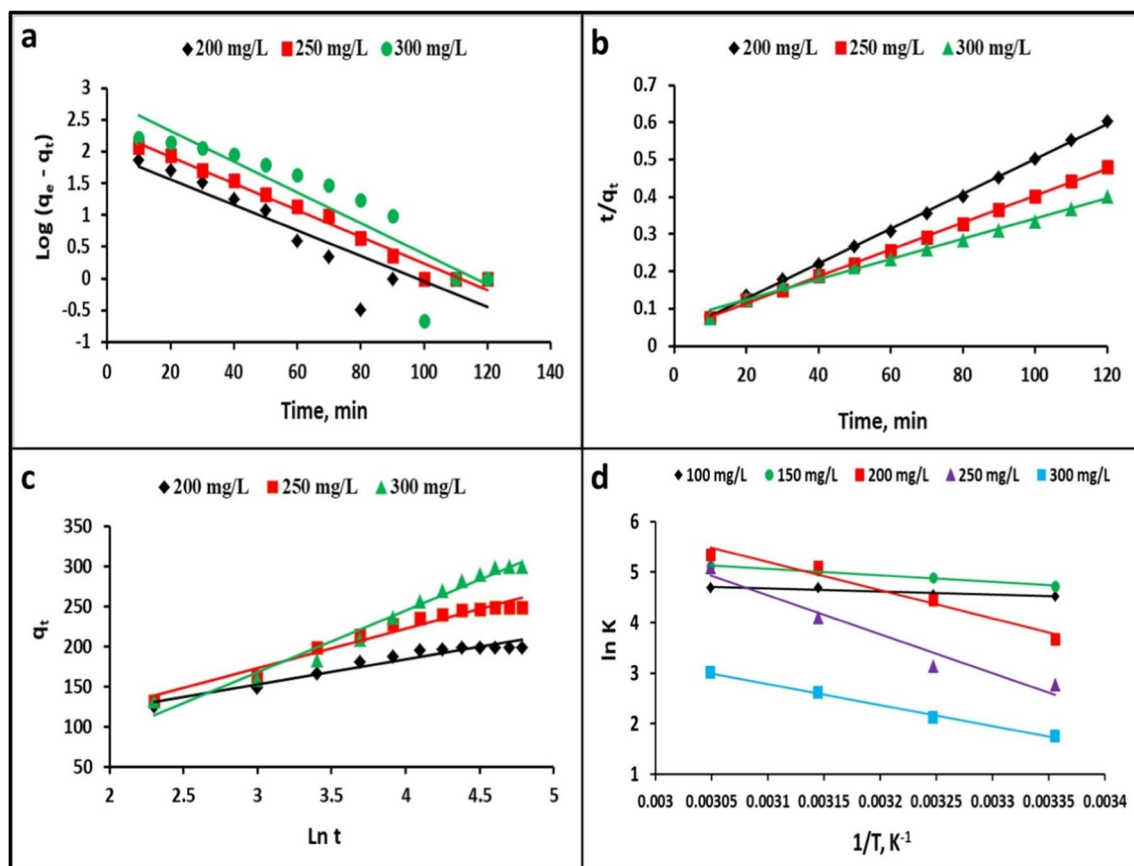 a
200 mg/L 250 mg/L 300 mg/L
Log (qe - qt)
3
2.5
2
1.5
1
0.5
0
-0.5
-1
0 20 40 60 80 100 120 140
Time, min
b
200 mg/L 250 mg/L 300 mg/L
t/qt
0.7
0.6
0.5
0.4
0.3
0.2
0.1
0
0 20 40 60 80 100 120
Time, min
c
200 mg/L 250 mg/L 300 mg/L
qt
350
300
250
200
150
100
50
2 2.5 3 3.5 4 4.5 5
Ln t
d
100 mg/L 150 mg/L 200 mg/L 250 mg/L 300 mg/L
ln K
6
5
4
3
2
1
0.003 0.00305 0.0031 0.00315 0.0032 0.00325 0.0033 0.00335 0.0034
1/T, K-1